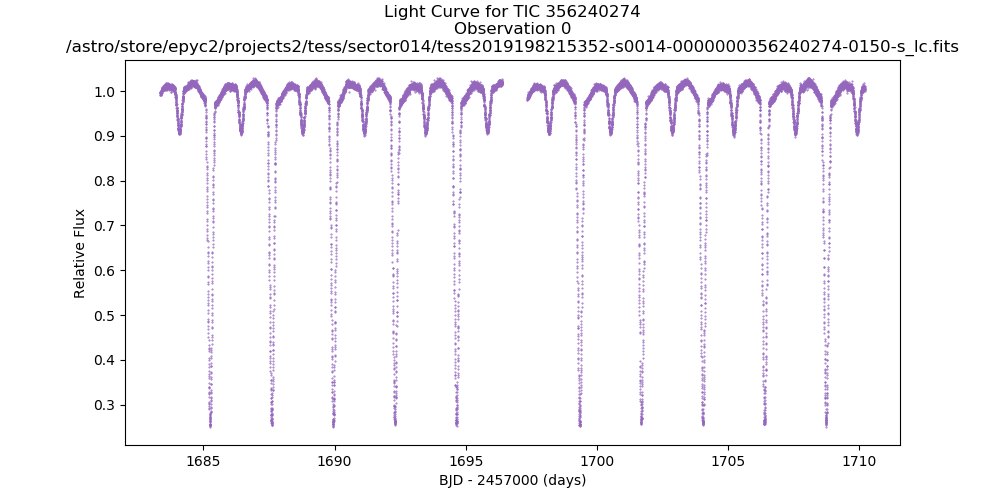 Light Curve for TIC 356240274
Observation 0
/astro/store/epyc2/projects2/tess/sector014/tess2019198215352-s0014-0000000356240274-0150-s_lc.fits
1.0
0.9
0.8
0.7
0.6
0.5
0.4
0.3
Relative Flux
1685
1690
1695
1700
1705
1710
BJD - 2457000 (days)